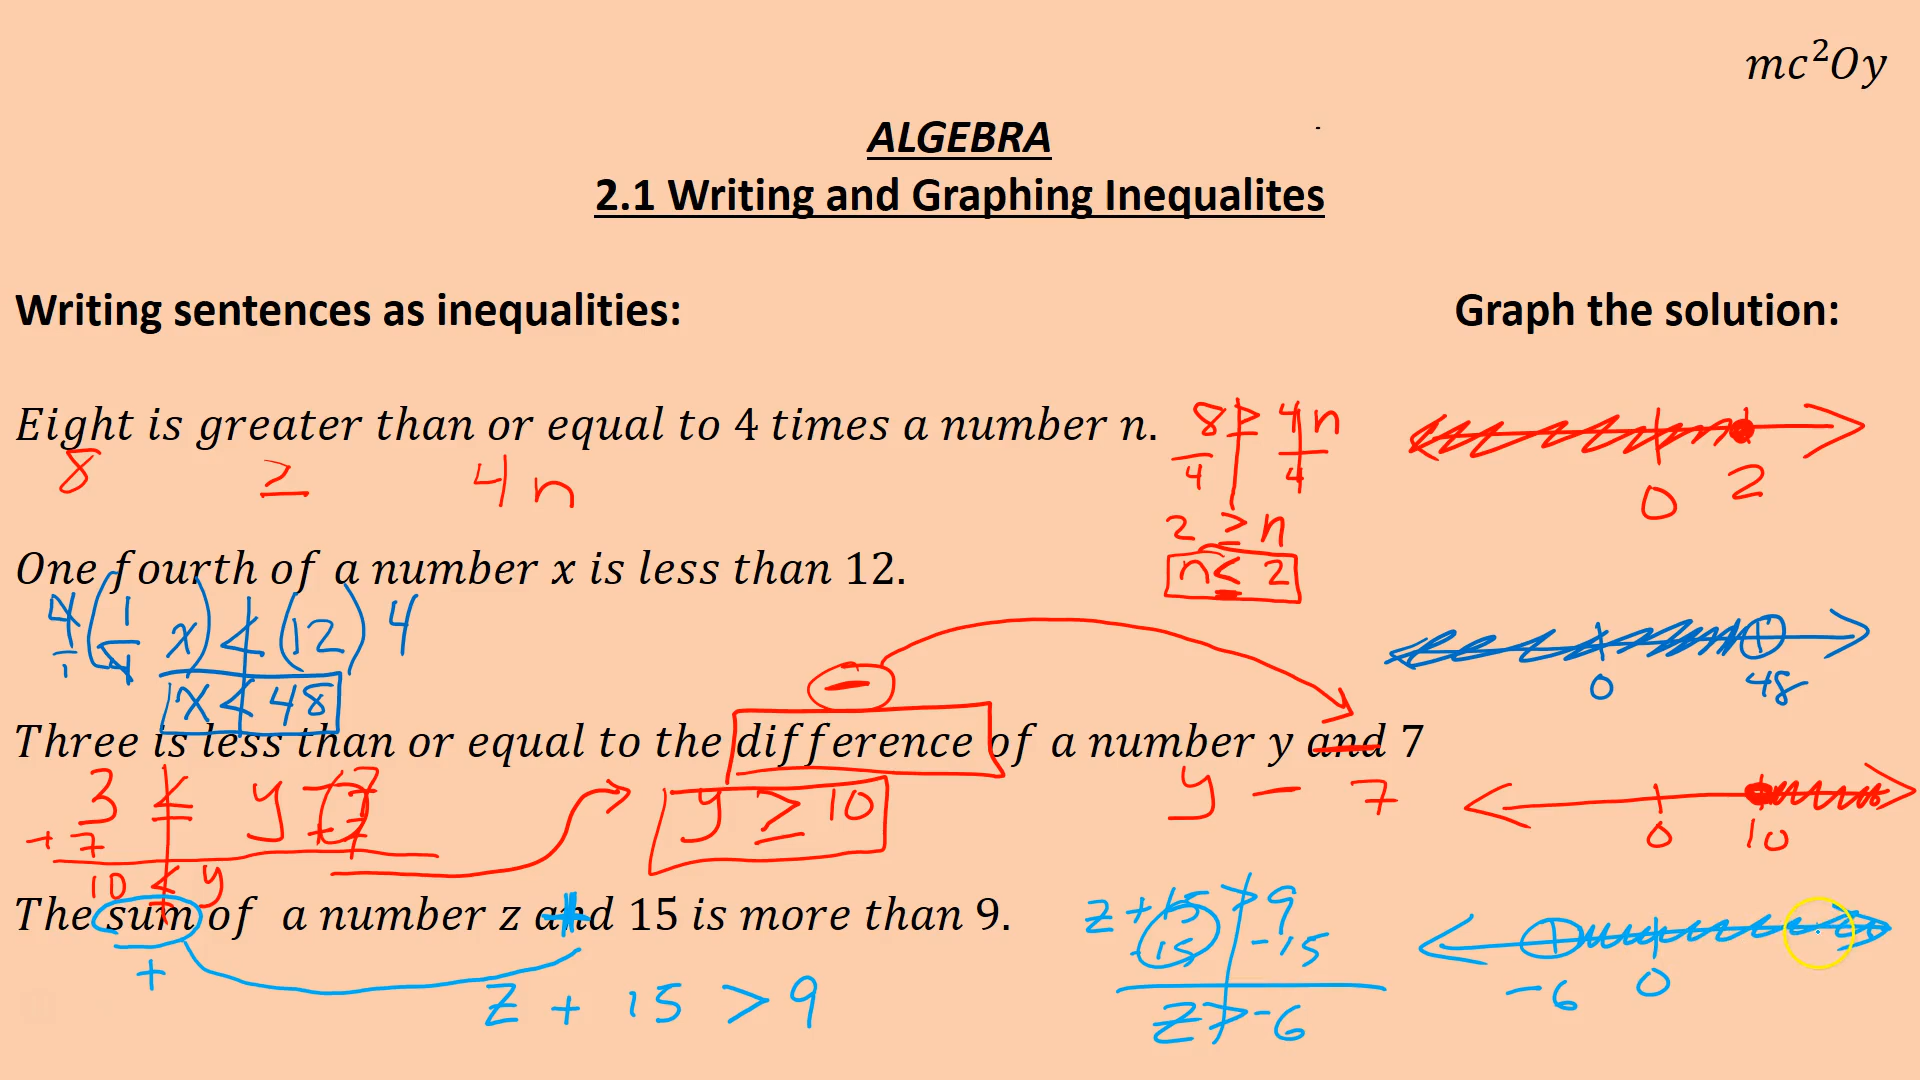 mc²Oy
ALGEBRA
2.1 Writing and Graphing Inequalites
Writing sentences as inequalities:
Graph the solution:
Eight is greater than or equal to 4 times a number n.
8 ≥ 4n
8 ≥ 4n
4 4
2 ≥ n
n ≤ 2
0 2
One fourth of a number x is less than 12.
4/1 (1/4 x) < (12) 4
x < 48
0 48
−
Three is less than or equal to the difference of a number y and 7
3 ≤ y − 7
+7 +7
10 ≤ y
y ≥ 10
y − 7
0 10
The sum of a number z and 15 is more than 9.
+
+
z + 15 > 9
z + 15 > 9
-15 -15
z > -6
-6 0